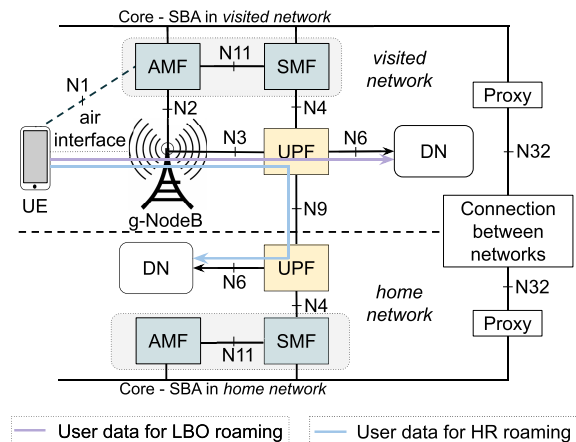 Core - SBA in visited network
N11
AMF
SMF
visited
network
N1
air
interface
N2
N4
Proxy
N3
UPF
N6
DN
N32
UE
g-NodeB
N9
Connection
between
networks
DN
N6
UPF
N32
N4
home
network
Proxy
AMF
N11
SMF
Core - SBA in home network
User data for LBO roaming
User data for HR roaming